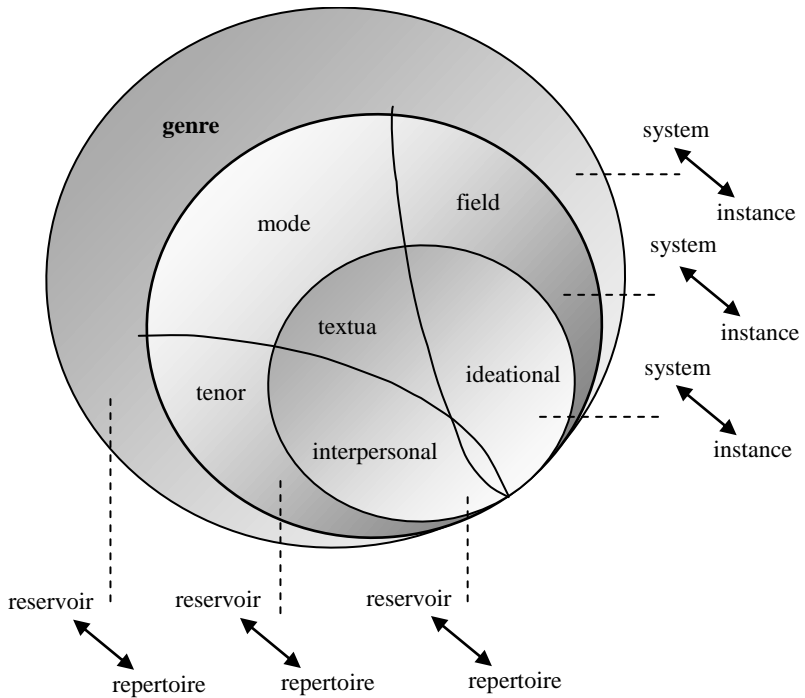 genre
system
instance
mode
field
system
instance
textua
ideational
system
tenor
interpersonal
instance
reservoir
reservoir
reservoir
repertoire
repertoire
repertoire